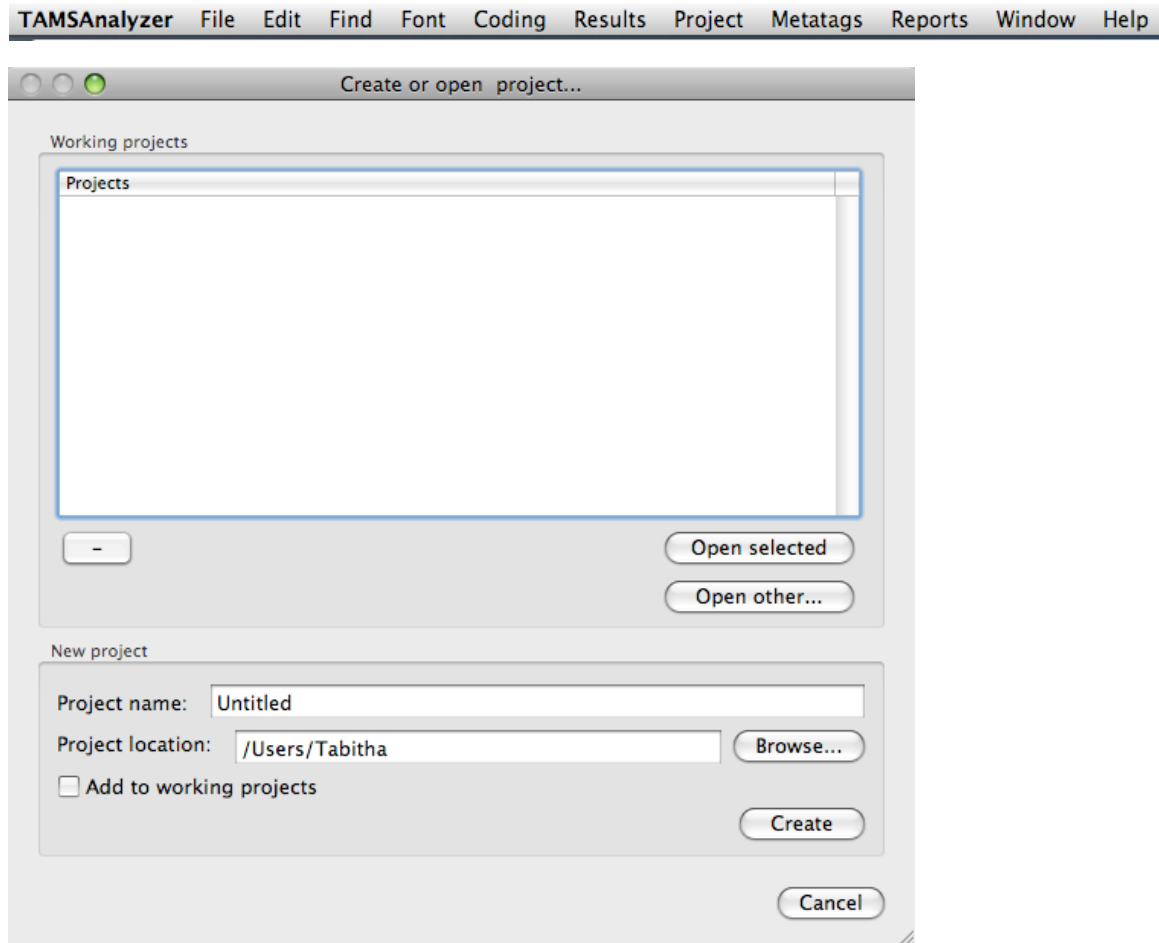 TAMSAnalyzer File Edit Find Font Coding Results Project Metatags Reports Window Help
Create or open project...
Working projects
Projects
-
Open selected
Open other...
New project
Project name: Untitled
Project location: /Users/Tabitha Browse...
Add to working projects
Create
Cancel